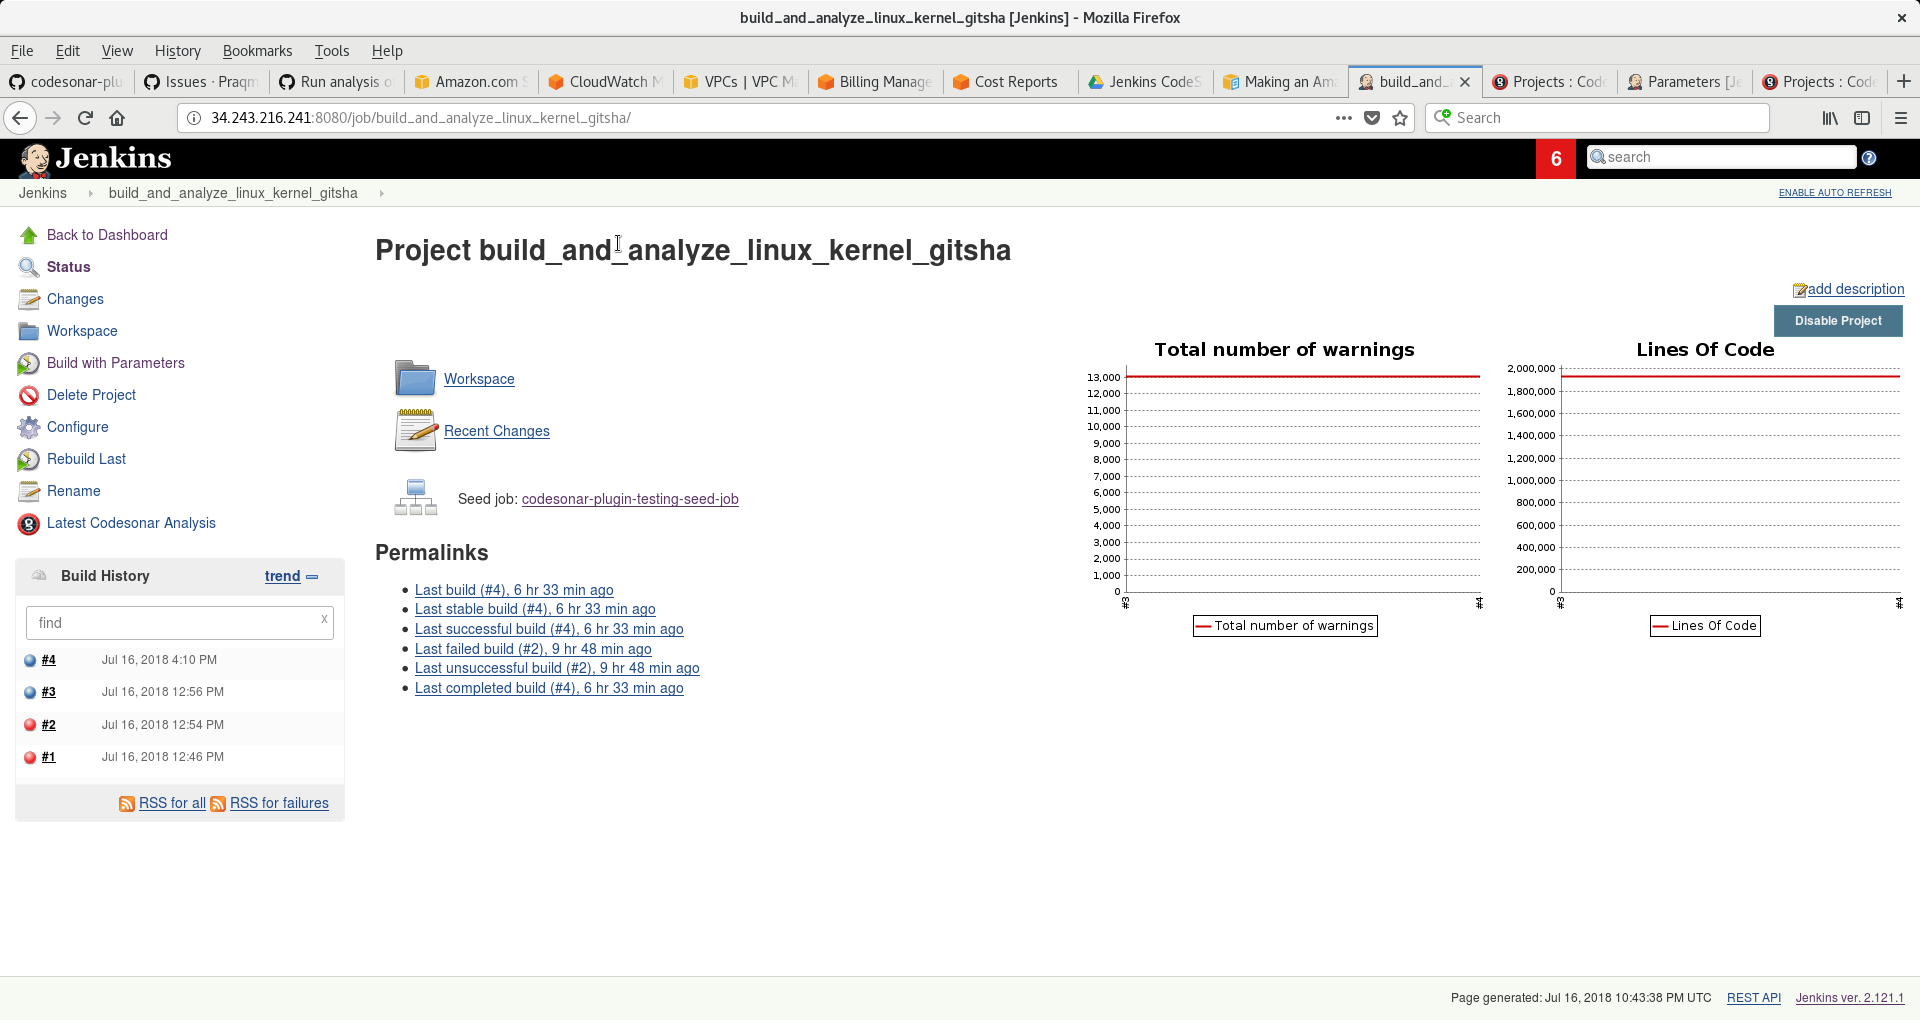 build_and_analyze_linux_kernel_gitsha [Jenkins] - Mozilla Firefox
File Edit View History Bookmarks Tools Help
codesonar-plu Issues · Praqm Run analysis o Amazon.com S CloudWatch M VPCs | VPC Ma Billing Manage Cost Reports Jenkins CodeS Making an Ama build_and_ Projects : Code Parameters [Je Projects : Code
34.243.216.241:8080/job/build_and_analyze_linux_kernel_gitsha/ Search
Jenkins 6 search
Jenkins build_and_analyze_linux_kernel_gitsha ENABLE AUTO REFRESH
Back to Dashboard
Status
Changes
Workspace
Build with Parameters
Delete Project
Configure
Rebuild Last
Rename
Latest Codesonar Analysis
Build History trend
find x
#4 Jul 16, 2018 4:10 PM
#3 Jul 16, 2018 12:56 PM
#2 Jul 16, 2018 12:54 PM
#1 Jul 16, 2018 12:46 PM
RSS for all RSS for failures
Project build_and_analyze_linux_kernel_gitsha
add description
Disable Project
Workspace
Recent Changes
Seed job: codesonar-plugin-testing-seed-job
Permalinks
Last build (#4), 6 hr 33 min ago
Last stable build (#4), 6 hr 33 min ago
Last successful build (#4), 6 hr 33 min ago
Last failed build (#2), 9 hr 48 min ago
Last unsuccessful build (#2), 9 hr 48 min ago
Last completed build (#4), 6 hr 33 min ago
Total number of warnings
13,000
12,000
11,000
10,000
9,000
8,000
7,000
6,000
5,000
4,000
3,000
2,000
1,000
0
#3 #4
Total number of warnings
Lines Of Code
2,000,000
1,800,000
1,600,000
1,400,000
1,200,000
1,000,000
800,000
600,000
400,000
200,000
0
#3 #4
Lines Of Code
Page generated: Jul 16, 2018 10:43:38 PM UTC REST API Jenkins ver. 2.121.1